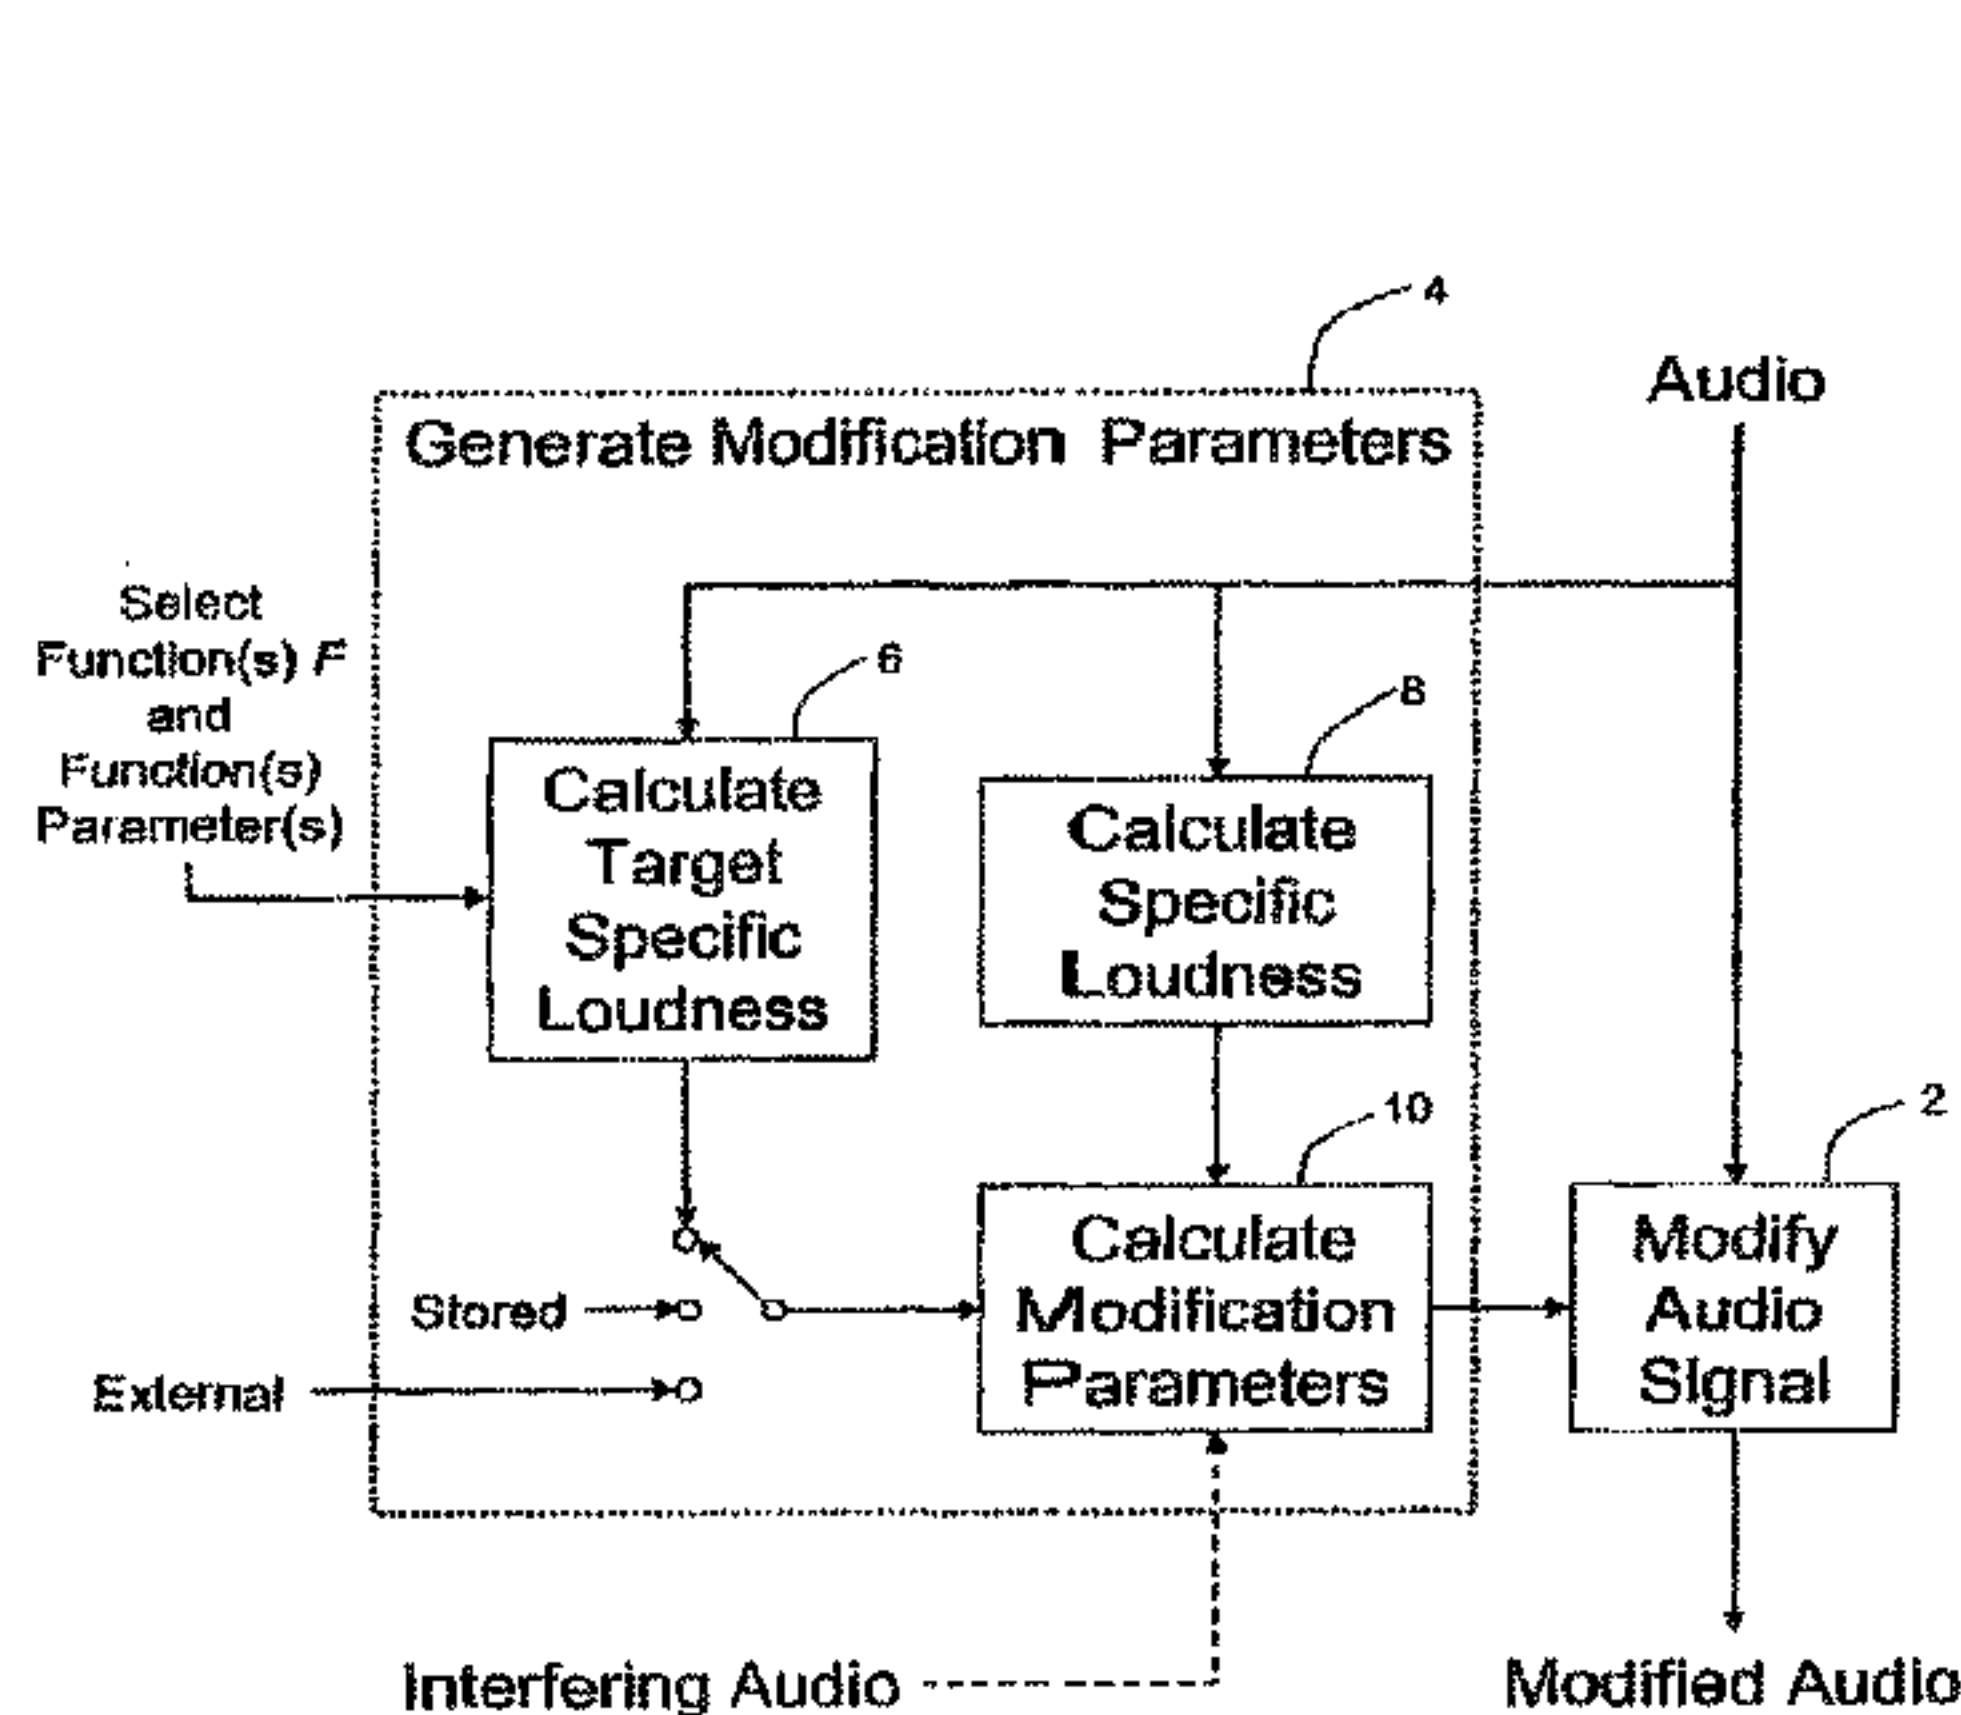 4
Audio
Generate Modification Parameters
Select
Function(s) F
and
Function(s)
Parameter(s)
6
8
Calculate
Target
Specific
Loudness
Calculate
Specific
Loudness
10
2
Calculate
Modification
Parameters
Modify
Audio
Signal
Stored
External
Interfering Audio
Modified Audio